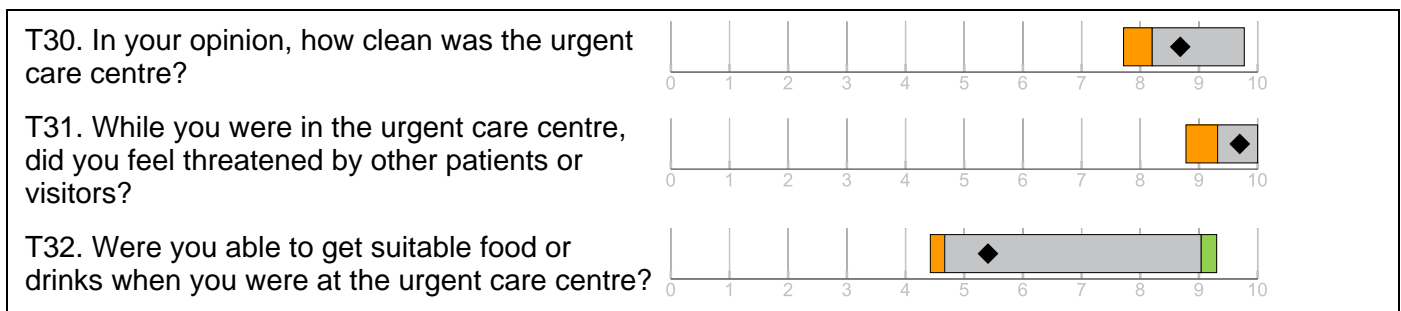 T30. In your opinion, how clean was the urgent
care centre?
0 1 2 3 4 5 6 7 8 9 10
T31. While you were in the urgent care centre,
did you feel threatened by other patients or
visitors?
0 1 2 3 4 5 6 7 8 9 10
T32. Were you able to get suitable food or
drinks when you were at the urgent care centre?
0 1 2 3 4 5 6 7 8 9 10